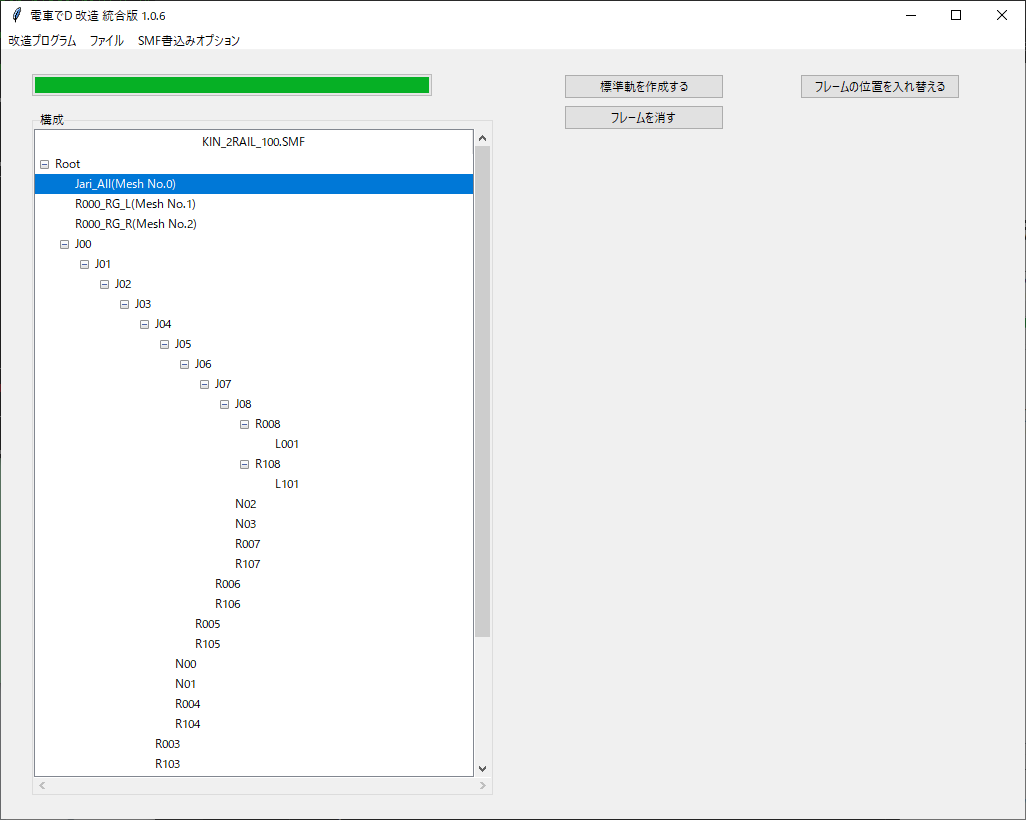 電車でD 改造 統合版 1.0.6
改造プログラム ファイル SMF書込みオプション
標準軌を作成する フレームの位置を入れ替える
フレームを消す
構成
KIN_2RAIL_100.SMF
Root
Jari_All(Mesh No.0)
R000_RG_L(Mesh No.1)
R000_RG_R(Mesh No.2)
J00
J01
J02
J03
J04
J05
J06
J07
J08
R008
L001
R108
L101
N02
N03
R007
R107
R006
R106
R005
R105
N00
N01
R004
R104
R003
R103